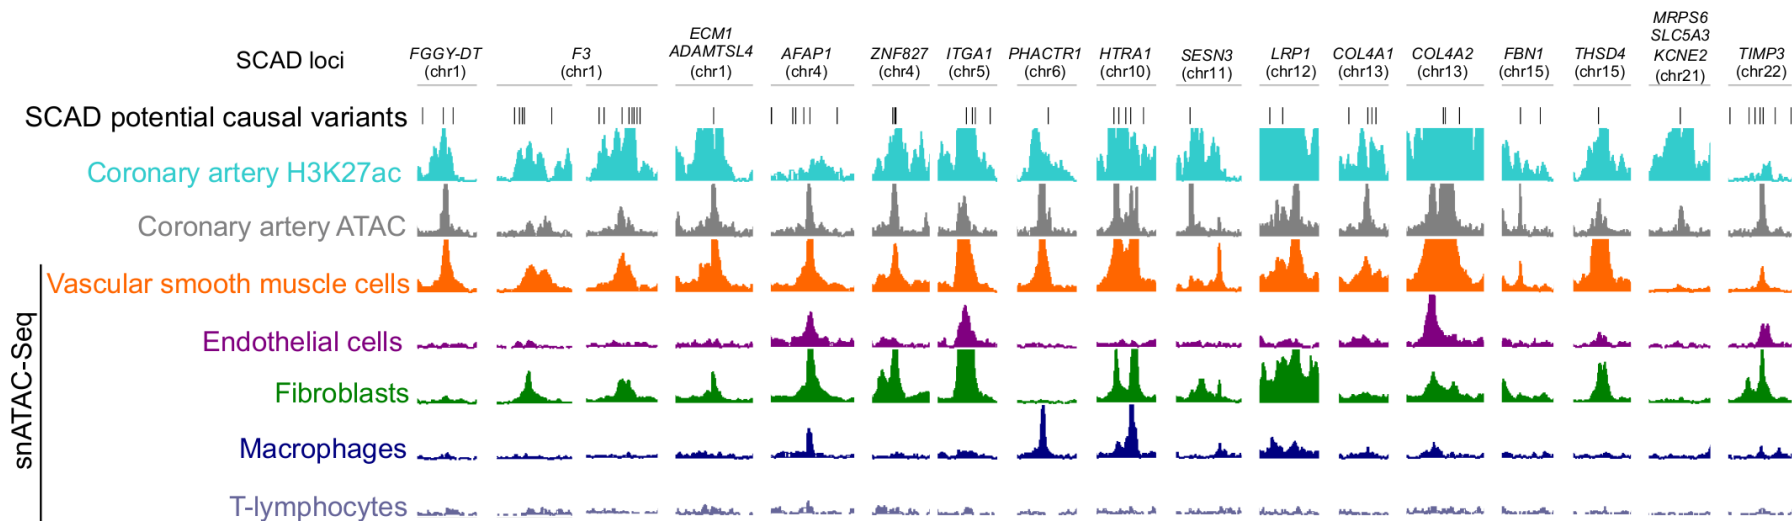 SCAD loci
FGGY-DT
(chr1)
F3
(chr1)
ECM1
ADAMTSL4
(chr1)
AFAP1
(chr4)
ZNF827
(chr4)
ITGA1
(chr5)
PHACTR1
(chr6)
HTRA1
(chr10)
SESN3
(chr11)
LRP1
(chr12)
COL4A1
(chr13)
COL4A2
(chr13)
FBN1
(chr15)
THSD4
(chr15)
MRPS6
SLC5A3
KCNE2
(chr21)
TIMP3
(chr22)
SCAD potential causal variants
Coronary artery H3K27ac
Coronary artery ATAC
snATAC-Seq
Vascular smooth muscle cells
Endothelial cells
Fibroblasts
Macrophages
T-lymphocytes